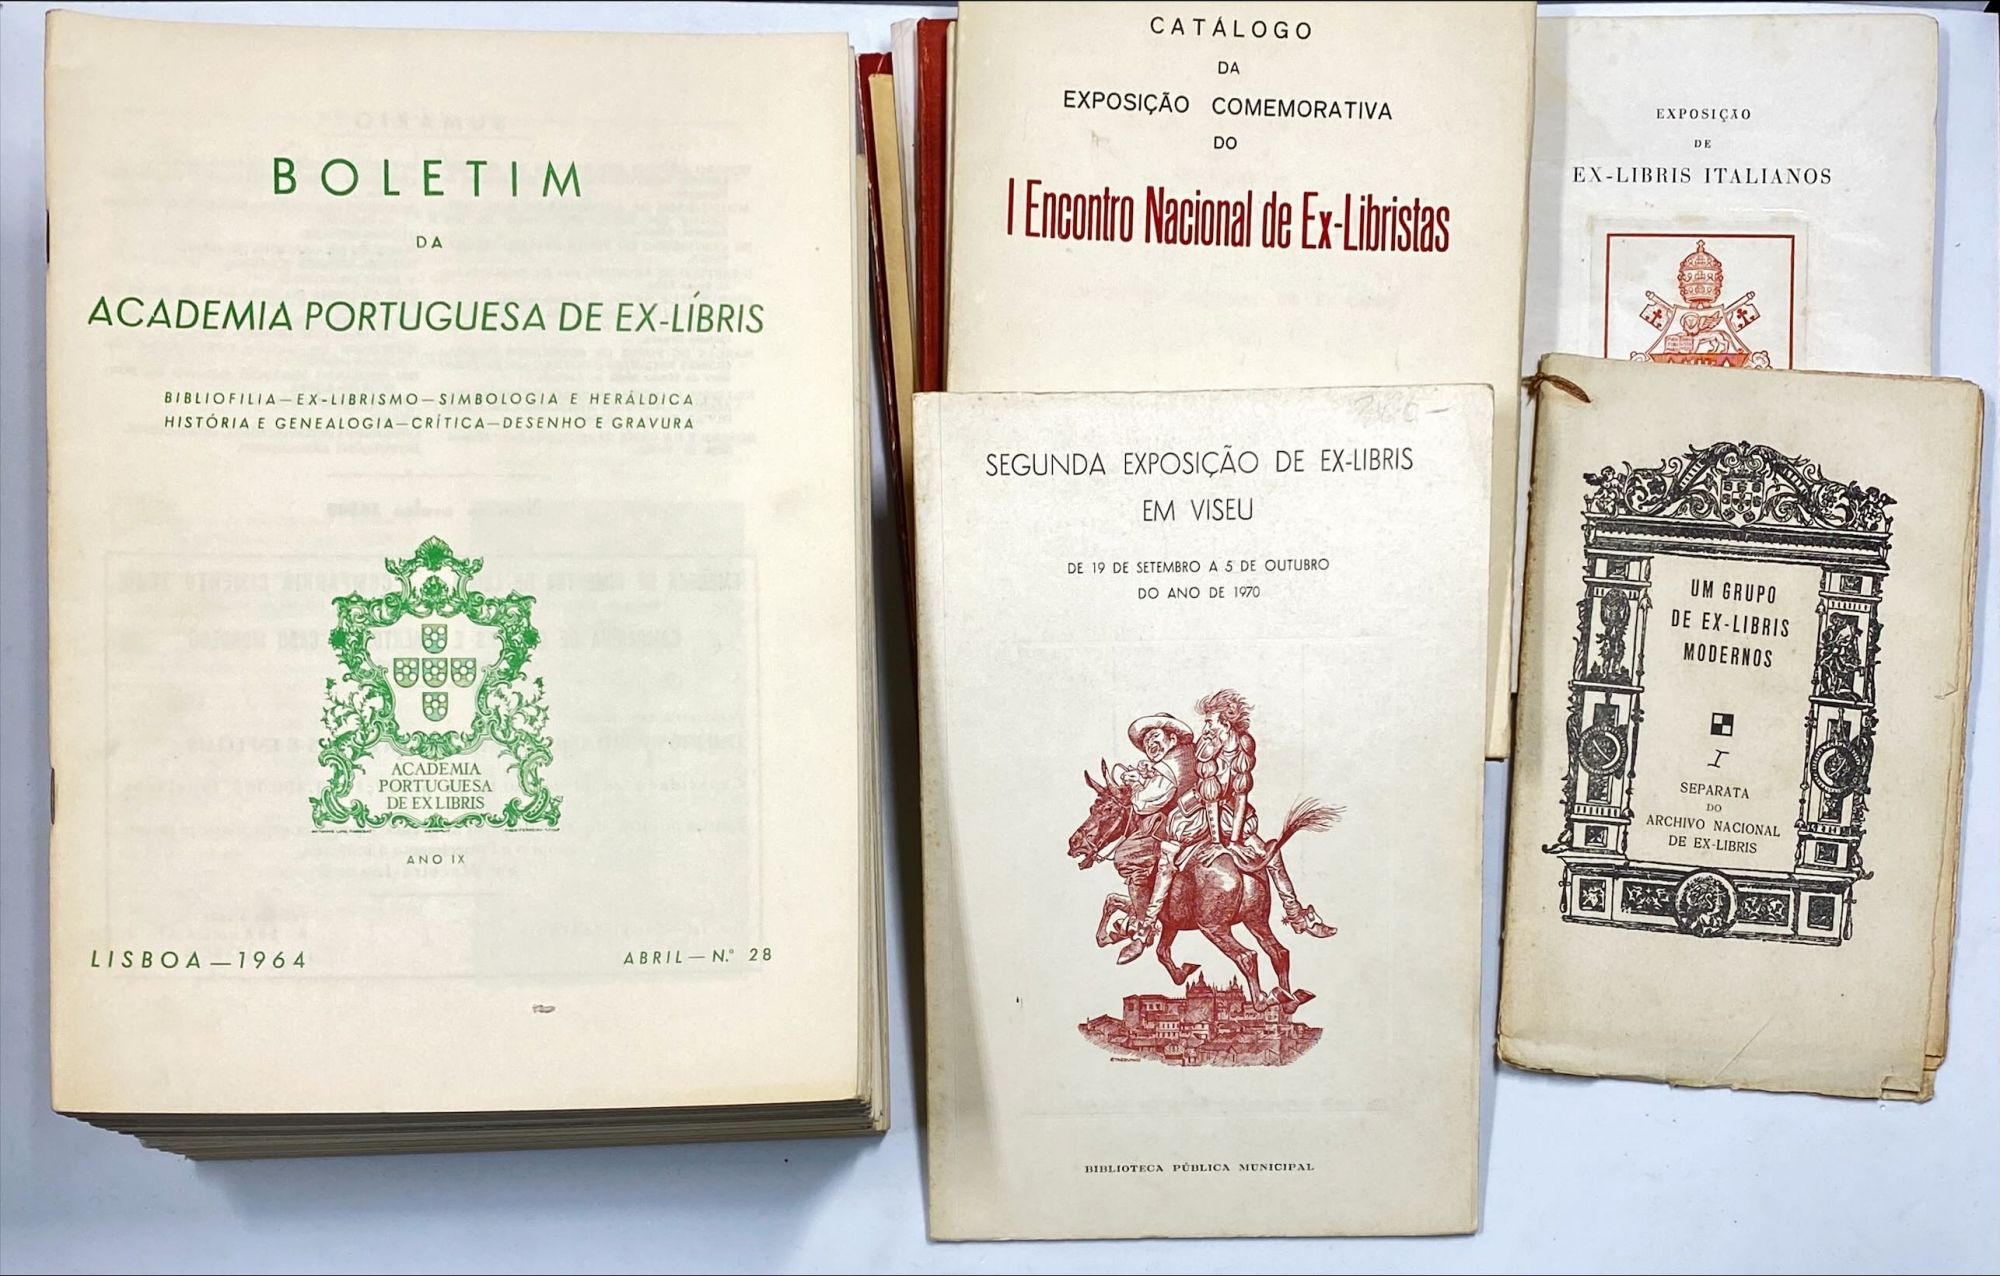 BOLETIM
DA
ACADEMIA PORTUGUESA DE EX-LÍBRIS
BIBLIOFILIA—EX-LIBRISMO—SIMBOLOGIA E HERÁLDICA
HISTÓRIA E GENEALOGIA—CRÍTICA—DESENHO E GRAVURA
ACADEMIA
PORTUGUESA
DE EX LIBRIS
ANO IX
LISBOA—1964
ABRIL—N.º 28
CATÁLOGO
DA
EXPOSIÇÃO COMEMORATIVA
DO
I Encontro Nacional de Ex-Libristas
SEGUNDA EXPOSIÇÃO DE EX-LIBRIS
EM VISEU
DE 19 DE SETEMBRO A 5 DE OUTUBRO
DO ANO DE 1970
BIBLIOTECA PÚBLICA MUNICIPAL
EXPOSIÇÃO
DE
EX-LIBRIS ITALIANOS
UM GRUPO
DE EX-LIBRIS
MODERNOS
I
SEPARATA
DO
ARCHIVO NACIONAL
DE EX-LIBRIS